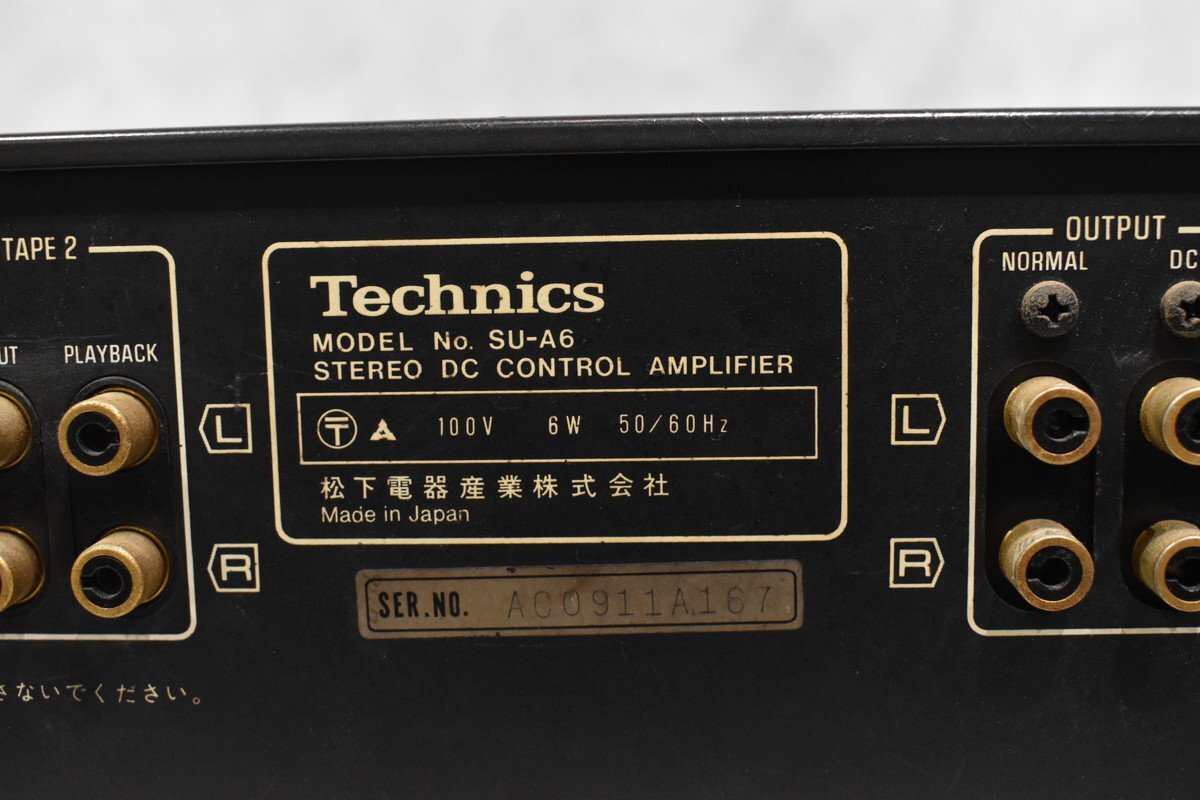 TAPE 2
PLAYBACK
L
R
Technics
MODEL No. SU-A6
STEREO DC CONTROL AMPLIFIER
〒 100V 6W 50/60Hz
松下電器産業株式会社
Made in Japan
SER.NO. AC0911A167
OUTPUT
NORMAL
DC
L
R
さないでください。